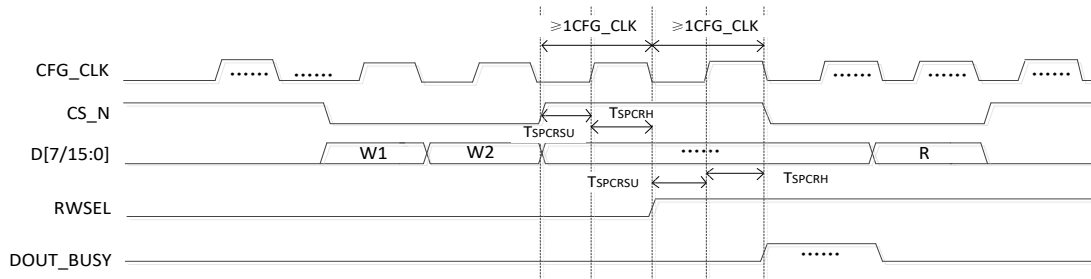 ≥1CFG_CLK ≥1CFG_CLK
CFG_CLK ...... ...... ...... ...... ......
CS_N
TSPCRSU TSPCRH
D[7/15:0] W1 W2 ...... R
TSPCRSU TSPCRH
RWSEL
DOUT_BUSY ......